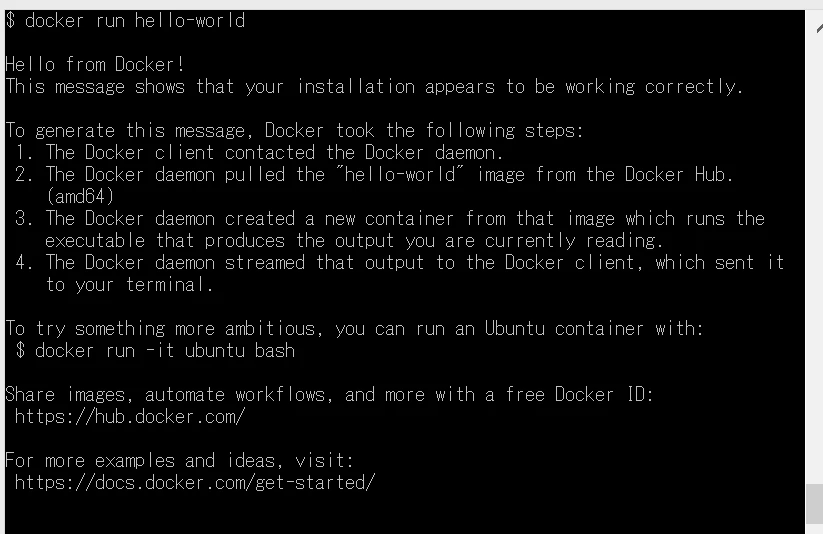 $ docker run hello-world
Hello from Docker!
This message shows that your installation appears to be working correctly.
To generate this message, Docker took the following steps:
1. The Docker client contacted the Docker daemon.
2. The Docker daemon pulled the "hello-world" image from the Docker Hub.
(amd64)
3. The Docker daemon created a new container from that image which runs the
executable that produces the output you are currently reading.
4. The Docker daemon streamed that output to the Docker client, which sent it
to your terminal.
To try something more ambitious, you can run an Ubuntu container with:
$ docker run -it ubuntu bash
Share images, automate workflows, and more with a free Docker ID:
https://hub.docker.com/
For more examples and ideas, visit:
https://docs.docker.com/get-started/